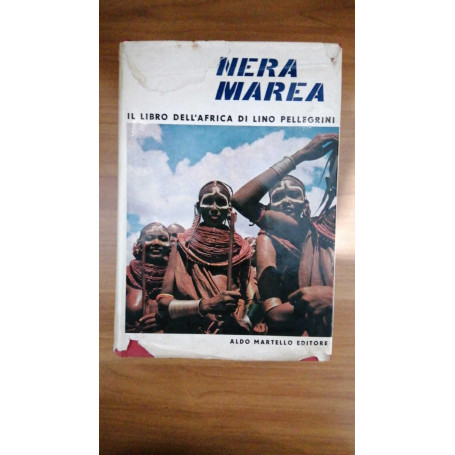 NERA
MAREA
IL LIBRO DELL'AFRICA DI LINO PELLEGRINI
ALDO MARTELLO EDITORE